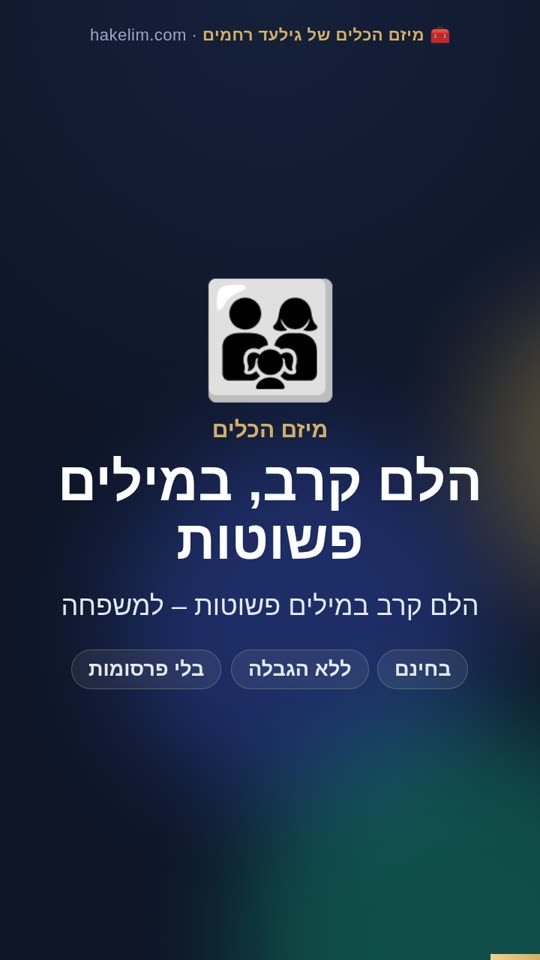 🧰 מיזם הכלים של גילעד רחמים · hakelim.com
מיזם הכלים
הלם קרב, במילים
פשוטות
הלם קרב במילים פשוטות – למשפחה
בחינם
ללא הגבלה
בלי פרסומות